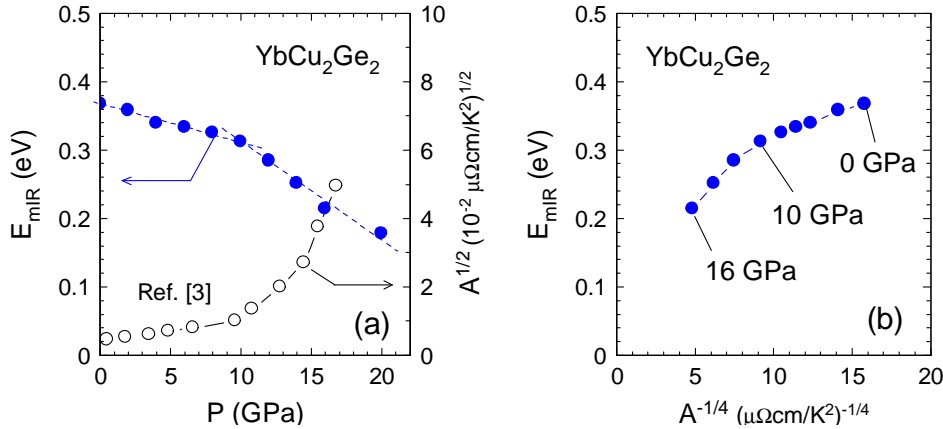 0.5
0.4
0.3
0.2
0.1
0
E_mIR (eV)
YbCu₂Ge₂
Ref. [3]
(a)
0 5 10 15 20
P (GPa)
10
8
6
4
2
0
A^1/2 (10^-2 μΩcm/K²)^1/2
0.5
0.4
0.3
0.2
0.1
0
E_mIR (eV)
YbCu₂Ge₂
0 GPa
10 GPa
16 GPa
(b)
0 5 10 15 20
A^-1/4 (μΩcm/K²)^-1/4